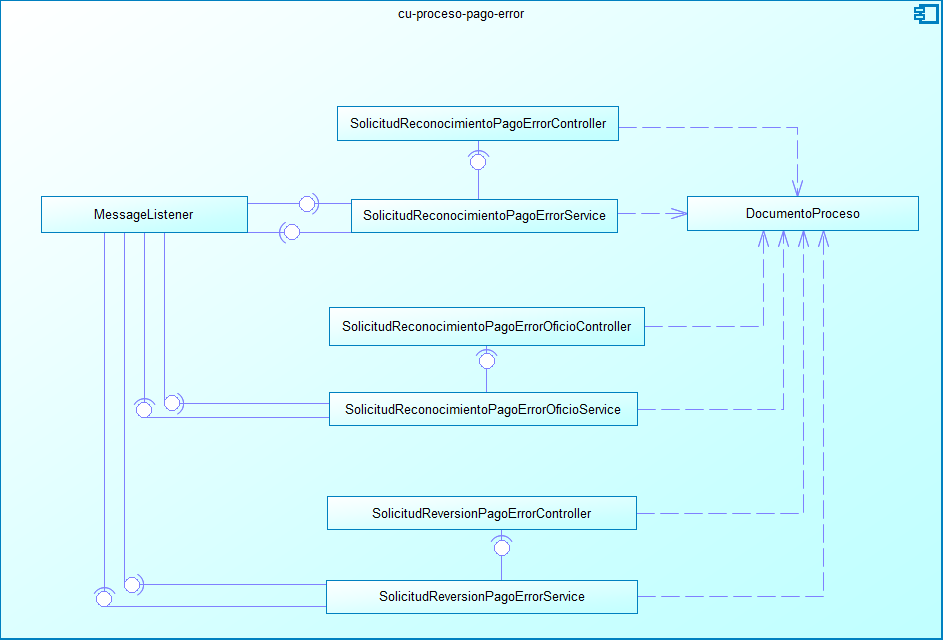 cu-proceso-pago-error
SolicitudReconocimientoPagoErrorController
MessageListener
SolicitudReconocimientoPagoErrorService
DocumentoProceso
SolicitudReconocimientoPagoErrorOficioController
SolicitudReconocimientoPagoErrorOficioService
SolicitudReversionPagoErrorController
SolicitudReversionPagoErrorService